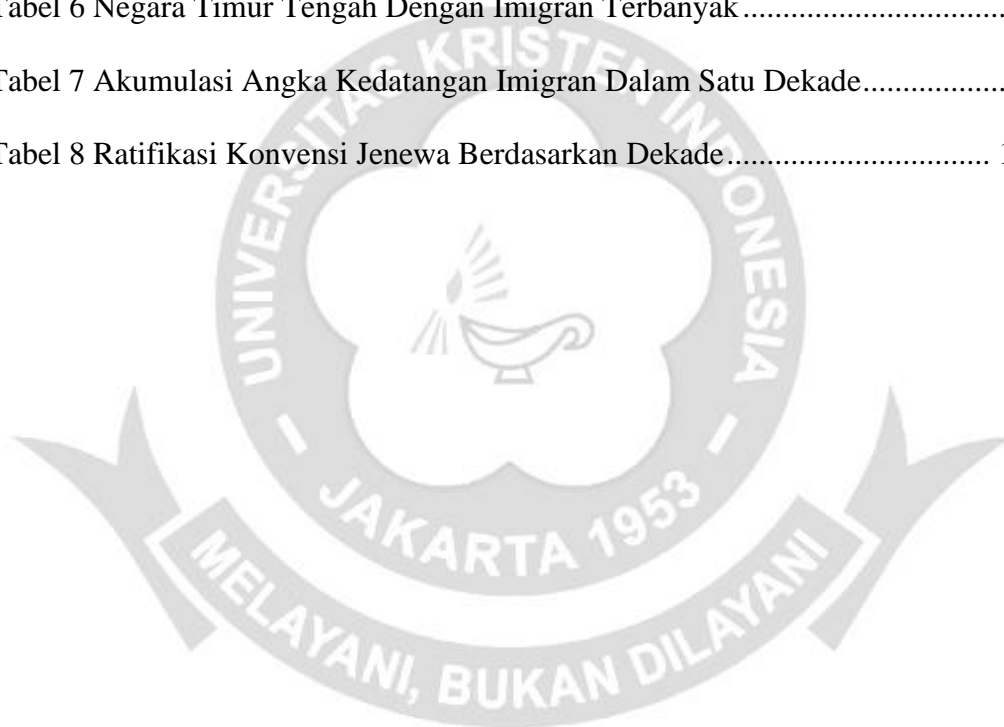 Tabel 6 Negara Timur Tengah Dengan Imigran Terbanyak..................................
Tabel 7 Akumulasi Angka Kedatangan Imigran Dalam Satu Dekade...................
Tabel 8 Ratifikasi Konvensi Jenewa Berdasarkan Dekade................................ 1
UNIVERSITAS KRISTEN INDONESIA
- JAKARTA 1953 -
MELAYANI, BUKAN DILAYANI